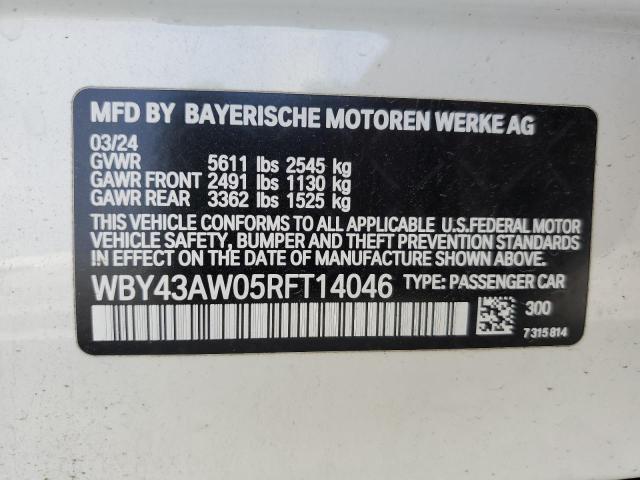 MFD BY BAYERISCHE MOTOREN WERKE AG
03/24
GVWR 5611 lbs 2545 kg
GAWR FRONT 2491 lbs 1130 kg
GAWR REAR 3362 lbs 1525 kg
THIS VEHICLE CONFORMS TO ALL APPLICABLE U.S.FEDERAL MOTOR
VEHICLE SAFETY, BUMPER AND THEFT PREVENTION STANDARDS
IN EFFECT ON THE DATE OF MANUFACTURE SHOWN ABOVE.
WBY43AW05RFT14046 TYPE: PASSENGER CAR
300
7315814